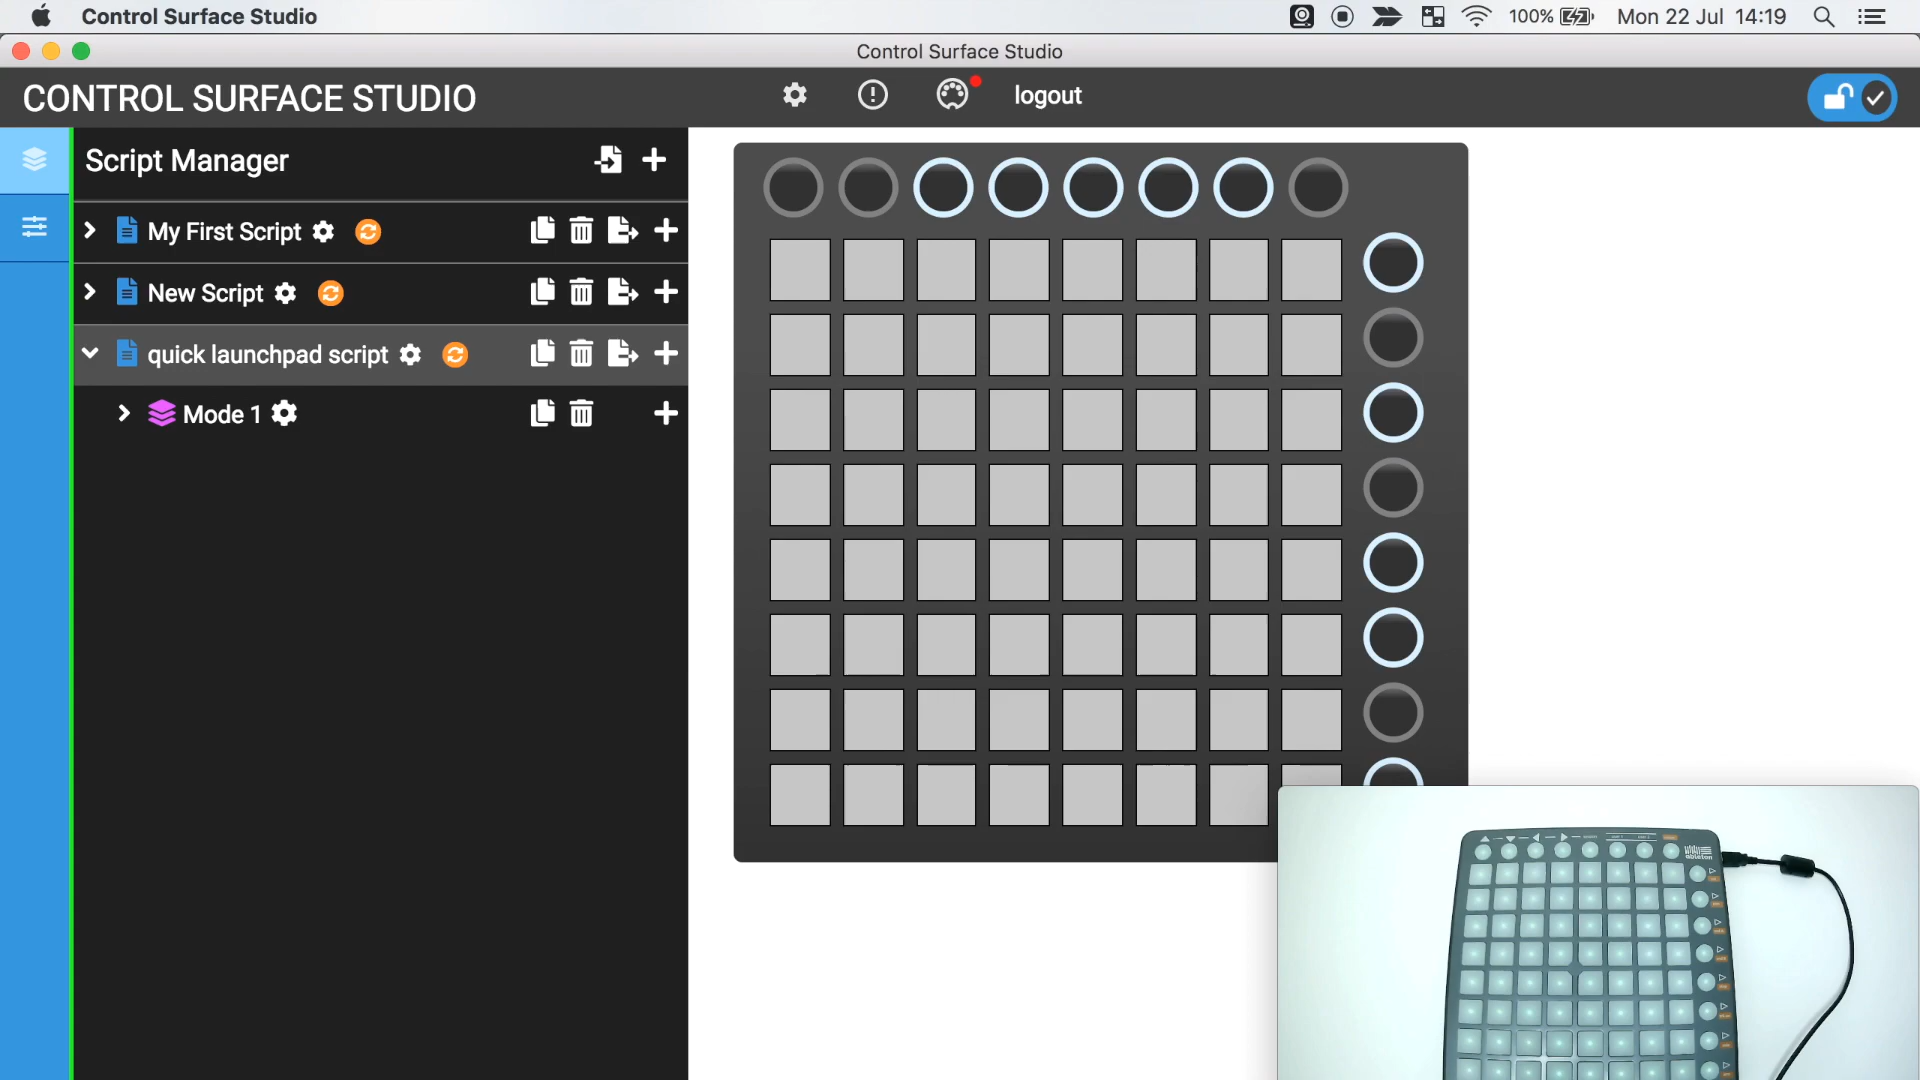 Control Surface Studio
100%
Mon 22 Jul 14:19
Control Surface Studio
CONTROL SURFACE STUDIO
logout
Script Manager
My First Script
New Script
quick launchpad script
Mode 1
ableton